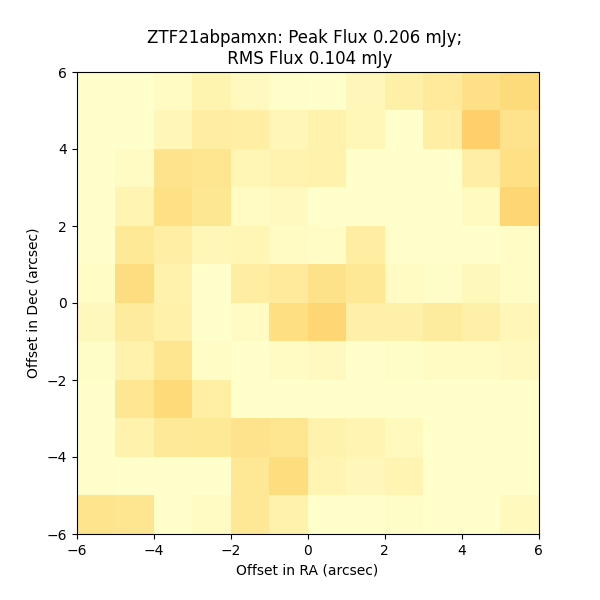 ZTF21abpamxn: Peak Flux 0.206 mJy;
RMS Flux 0.104 mJy
6
4
2
0
−2
−4
−6
Offset in Dec (arcsec)
−6 −4 −2 0 2 4 6
Offset in RA (arcsec)